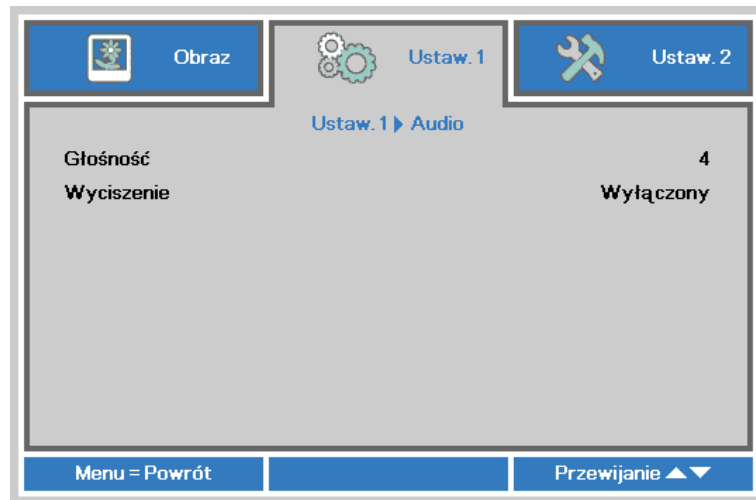 Obraz
Ustaw. 1
Ustaw. 2
Ustaw. 1 ▶ Audio
Głośność 4
Wyciszenie Wyłączony
Menu = Powrót
Przewijanie ▲▼